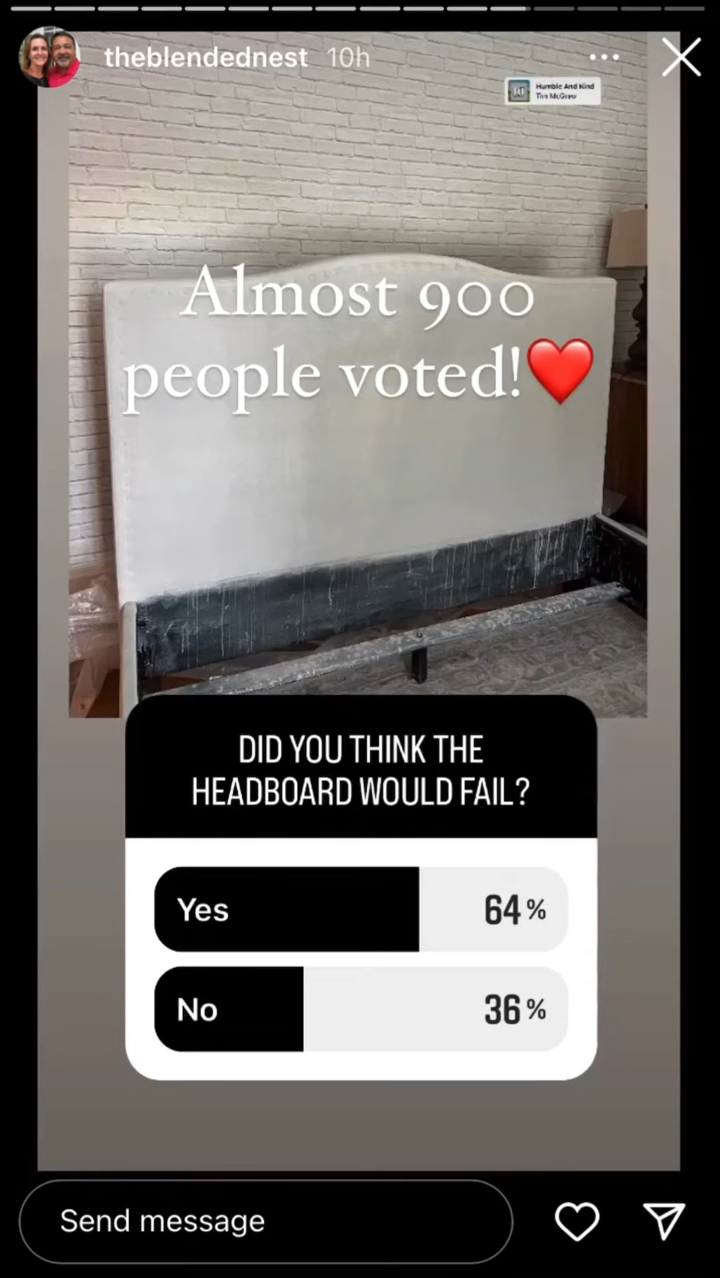 theblendednest 10h
Humble And Kind
Tim McGraw
Almost 900
people voted!❤️
DID YOU THINK THE
HEADBOARD WOULD FAIL?
Yes 64%
No 36%
Send message